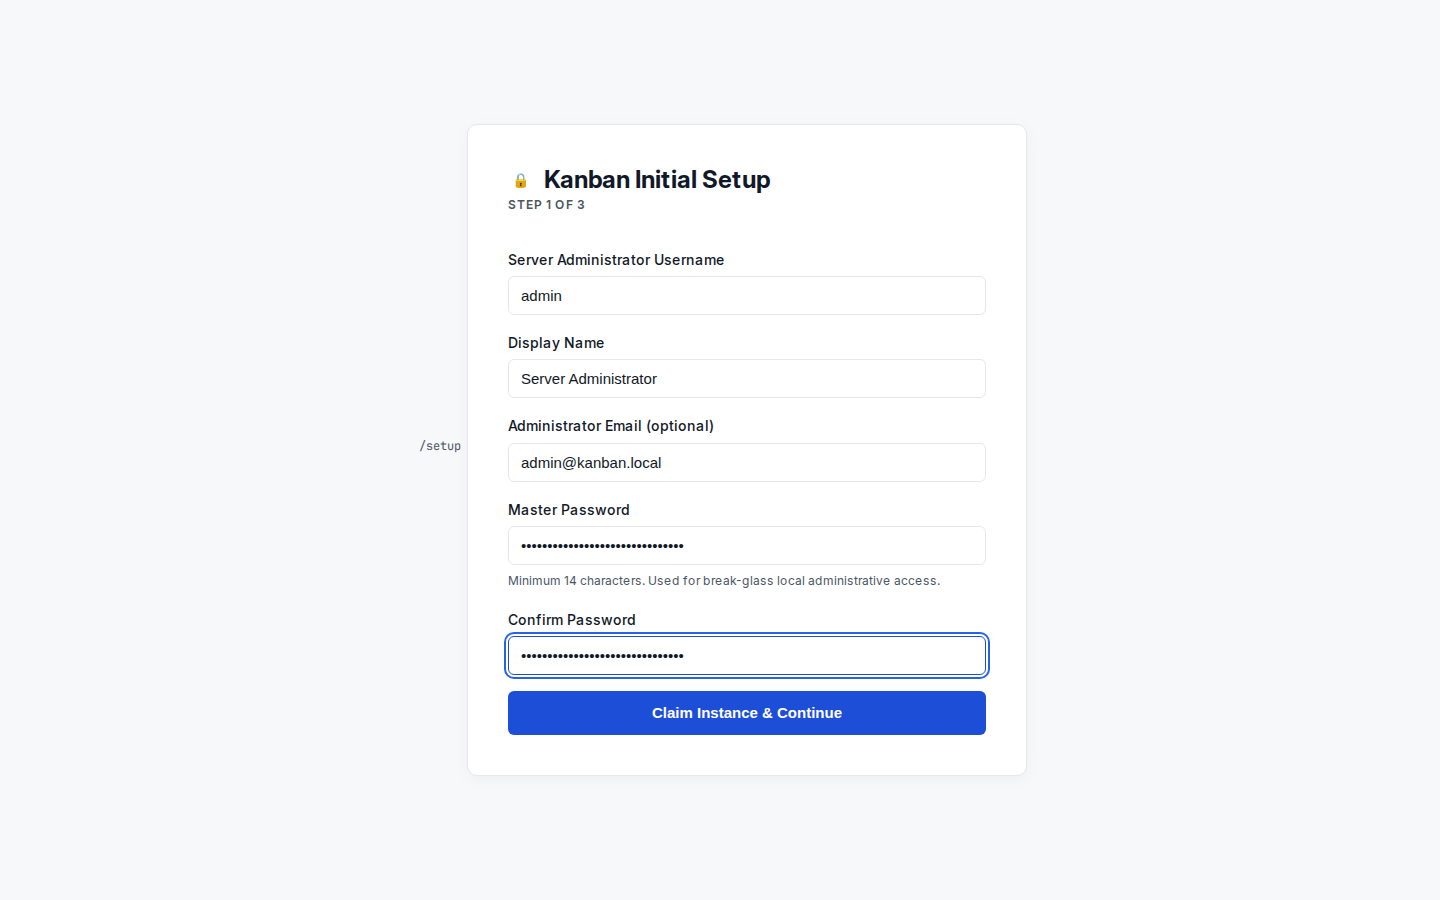 🔒 Kanban Initial Setup
STEP 1 OF 3
Server Administrator Username
admin
Display Name
Server Administrator
Administrator Email (optional)
/setup
admin@kanban.local
Master Password
•••••••••••••••••••••••••••••••
Minimum 14 characters. Used for break-glass local administrative access.
Confirm Password
•••••••••••••••••••••••••••••••
Claim Instance & Continue